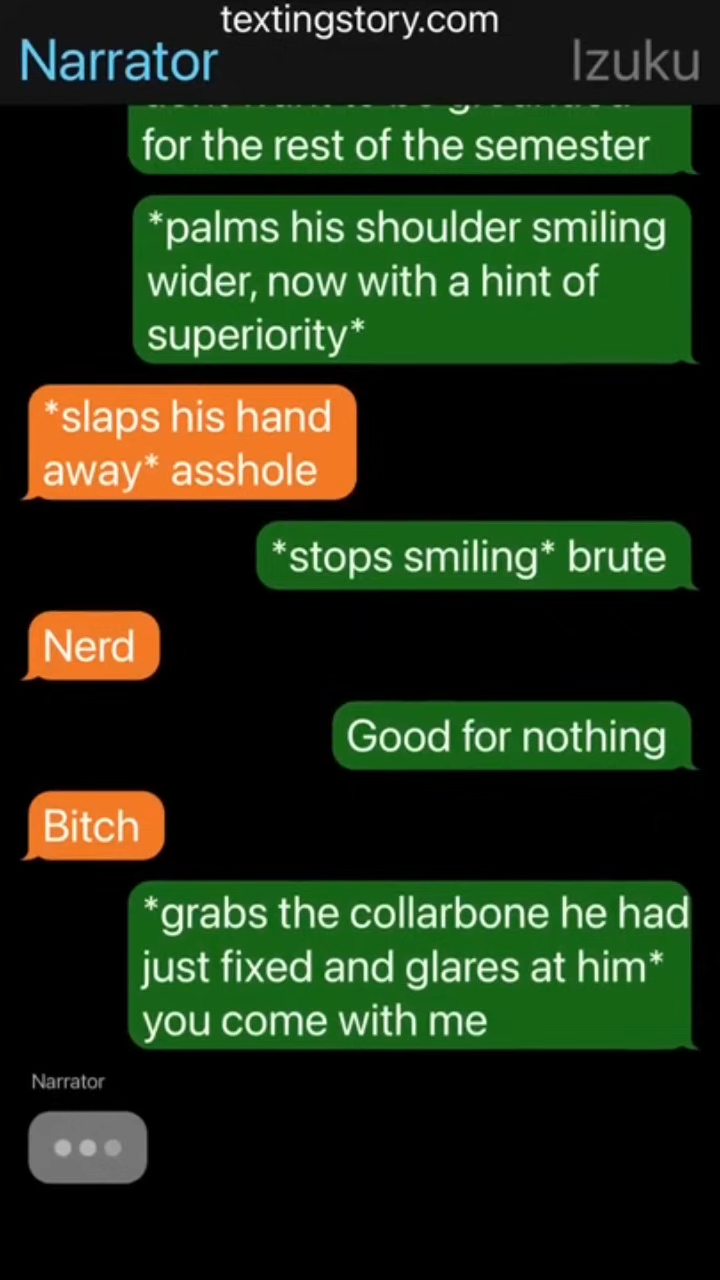 textingstory.com
Narrator
Izuku
for the rest of the semester
*palms his shoulder smiling
wider, now with a hint of
superiority*
*slaps his hand
away* asshole
*stops smiling* brute
Nerd
Good for nothing
Bitch
*grabs the collarbone he had
just fixed and glares at him*
you come with me
Narrator